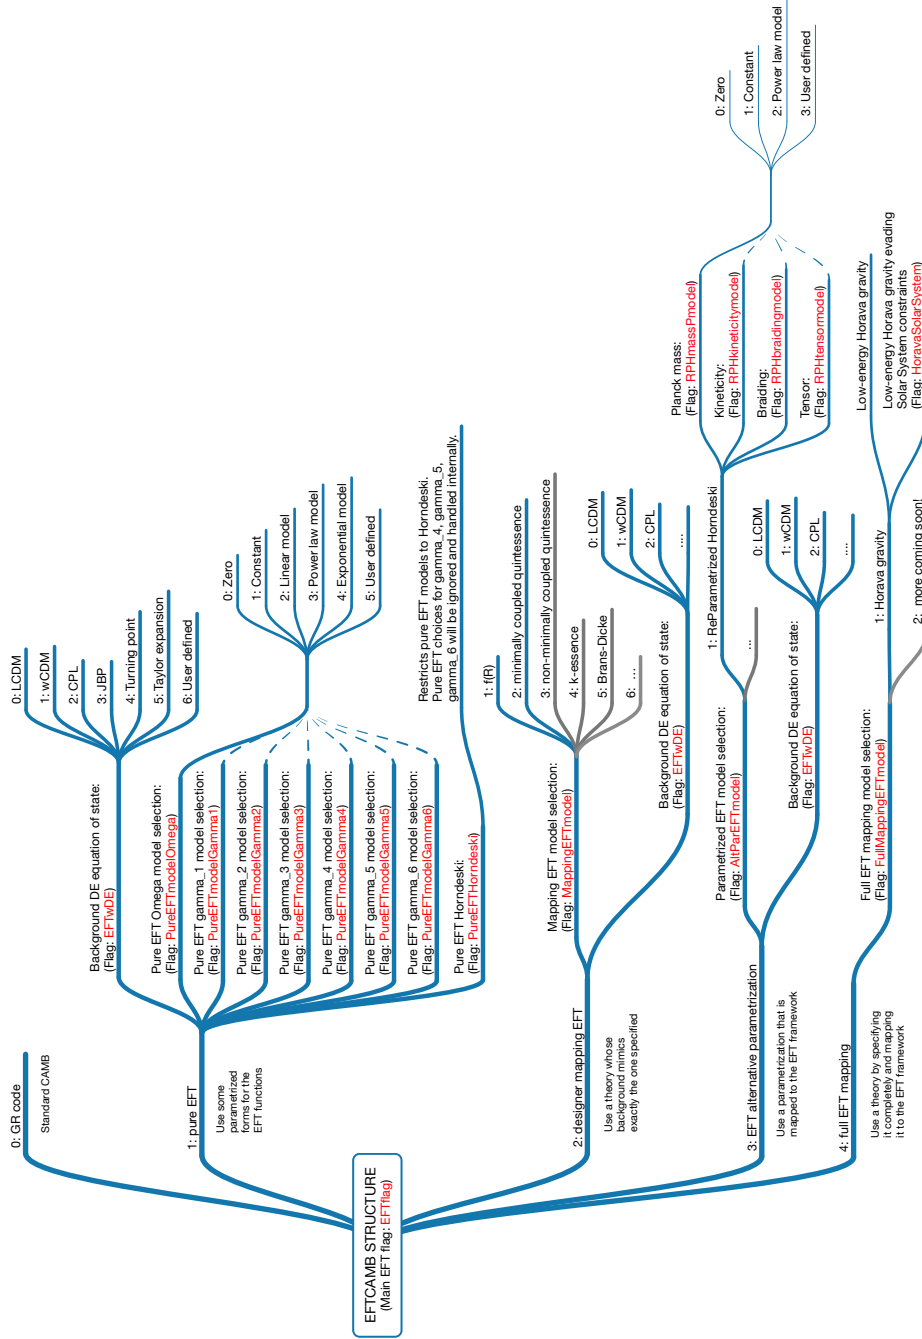 EFTCAMB STRUCTURE
(Main EFT flag: EFTflag)
0: GR code
Standard CAMB
1: pure EFT
Use some
parametrized
forms for the
EFT functions
Background DE equation of state:
(Flag: EFTwDE)
0: LCDM
1: wCDM
2: CPL
3: JBP
4: Turning point
5: Taylor expansion
6: User defined
Pure EFT Omega model selection:
(Flag: PureEFTmodelOmega)
Pure EFT gamma_1 model selection:
(Flag: PureEFTmodelGamma1)
Pure EFT gamma_2 model selection:
(Flag: PureEFTmodelGamma2)
Pure EFT gamma_3 model selection:
(Flag: PureEFTmodelGamma3)
Pure EFT gamma_4 model selection:
(Flag: PureEFTmodelGamma4)
Pure EFT gamma_5 model selection:
(Flag: PureEFTmodelGamma5)
Pure EFT gamma_6 model selection:
(Flag: PureEFTmodelGamma6)
0: Zero
1: Constant
2: Linear model
3: Power law model
4: Exponential model
5: User defined
Pure EFT Horndeski:
(Flag: PureEFTHorndeski)
Restricts pure EFT models to Horndeski.
Pure EFT choices for gamma_4, gamma_5,
gamma_6 will be ignored and handled internally.
2: designer mapping EFT
Use a theory whose
background mimics
exactly the one specified
Mapping EFT model selection:
(Flag: MappingEFTmodel)
1: f(R)
2: minimally coupled quintessence
3: non-minimally coupled quintessence
4: k-essence
5: Brans-Dicke
6: ...
Background DE equation of state:
(Flag: EFTwDE)
0: LCDM
1: wCDM
2: CPL
....
3: EFT alternative parametrization
Use a parametrization that is
mapped to the EFT framework
Parametrized EFT model selection:
(Flag: AltParEFTmodel)
1: ReParametrized Horndeski
...
Planck mass:
(Flag: RPHmassPmodel)
Kineticity:
(Flag: RPHkineticitymodel)
Braiding:
(Flag: RPHbraidingmodel)
Tensor:
(Flag: RPHtensormodel)
0: Zero
1: Constant
2: Power law model
3: User defined
Background DE equation of state:
(Flag: EFTwDE)
0: LCDM
1: wCDM
2: CPL
....
4: full EFT mapping
Use a theory by specifying
it completely and mapping
it to the EFT framework
Full EFT mapping model selection:
(Flag: FullMappingEFTmodel)
1: Horava gravity
Low-energy Horava gravity
Low-energy Horava gravity evading
Solar System constraints
(Flag: HoravaSolarSystem)
2: more coming soon!